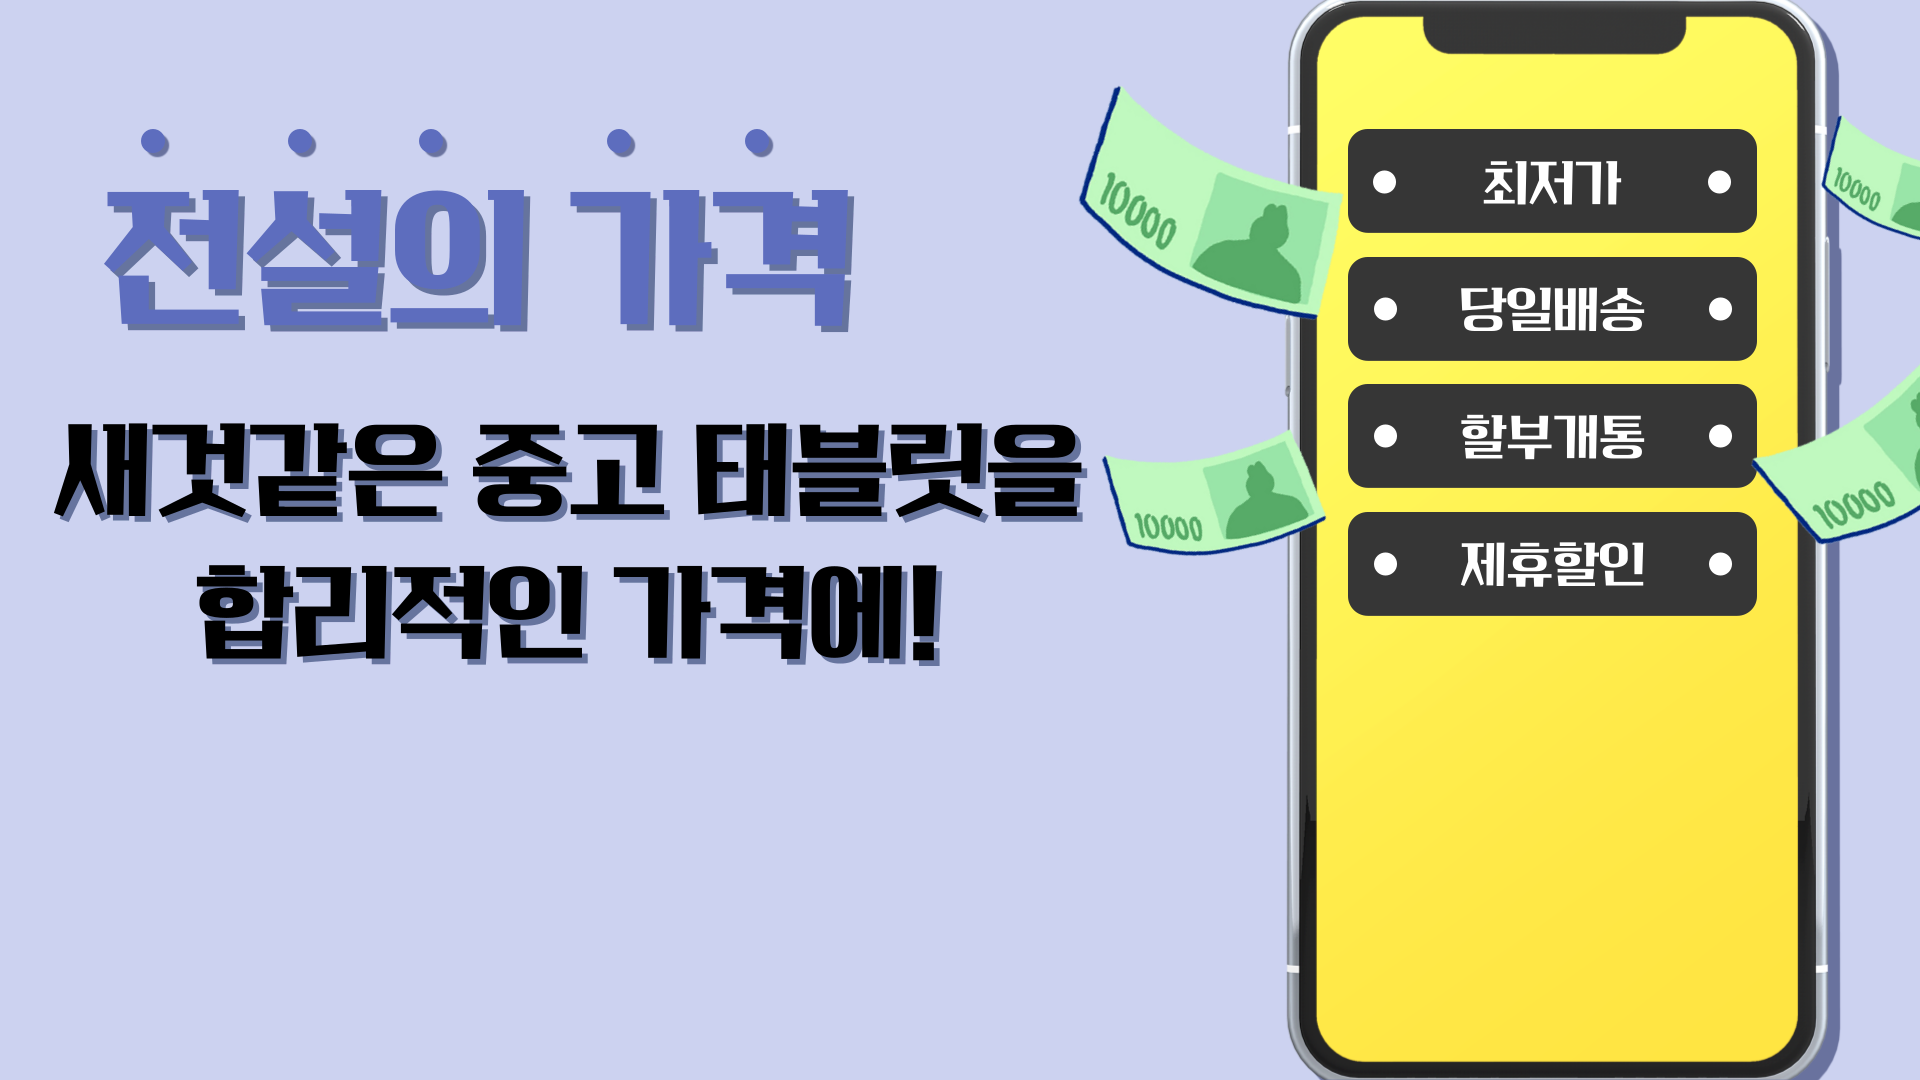 전설의 가격
새것같은 중고 태블릿을
합리적인 가격에!
최저가
당일배송
할부개통
제휴할인
10000
10000
10000
10000